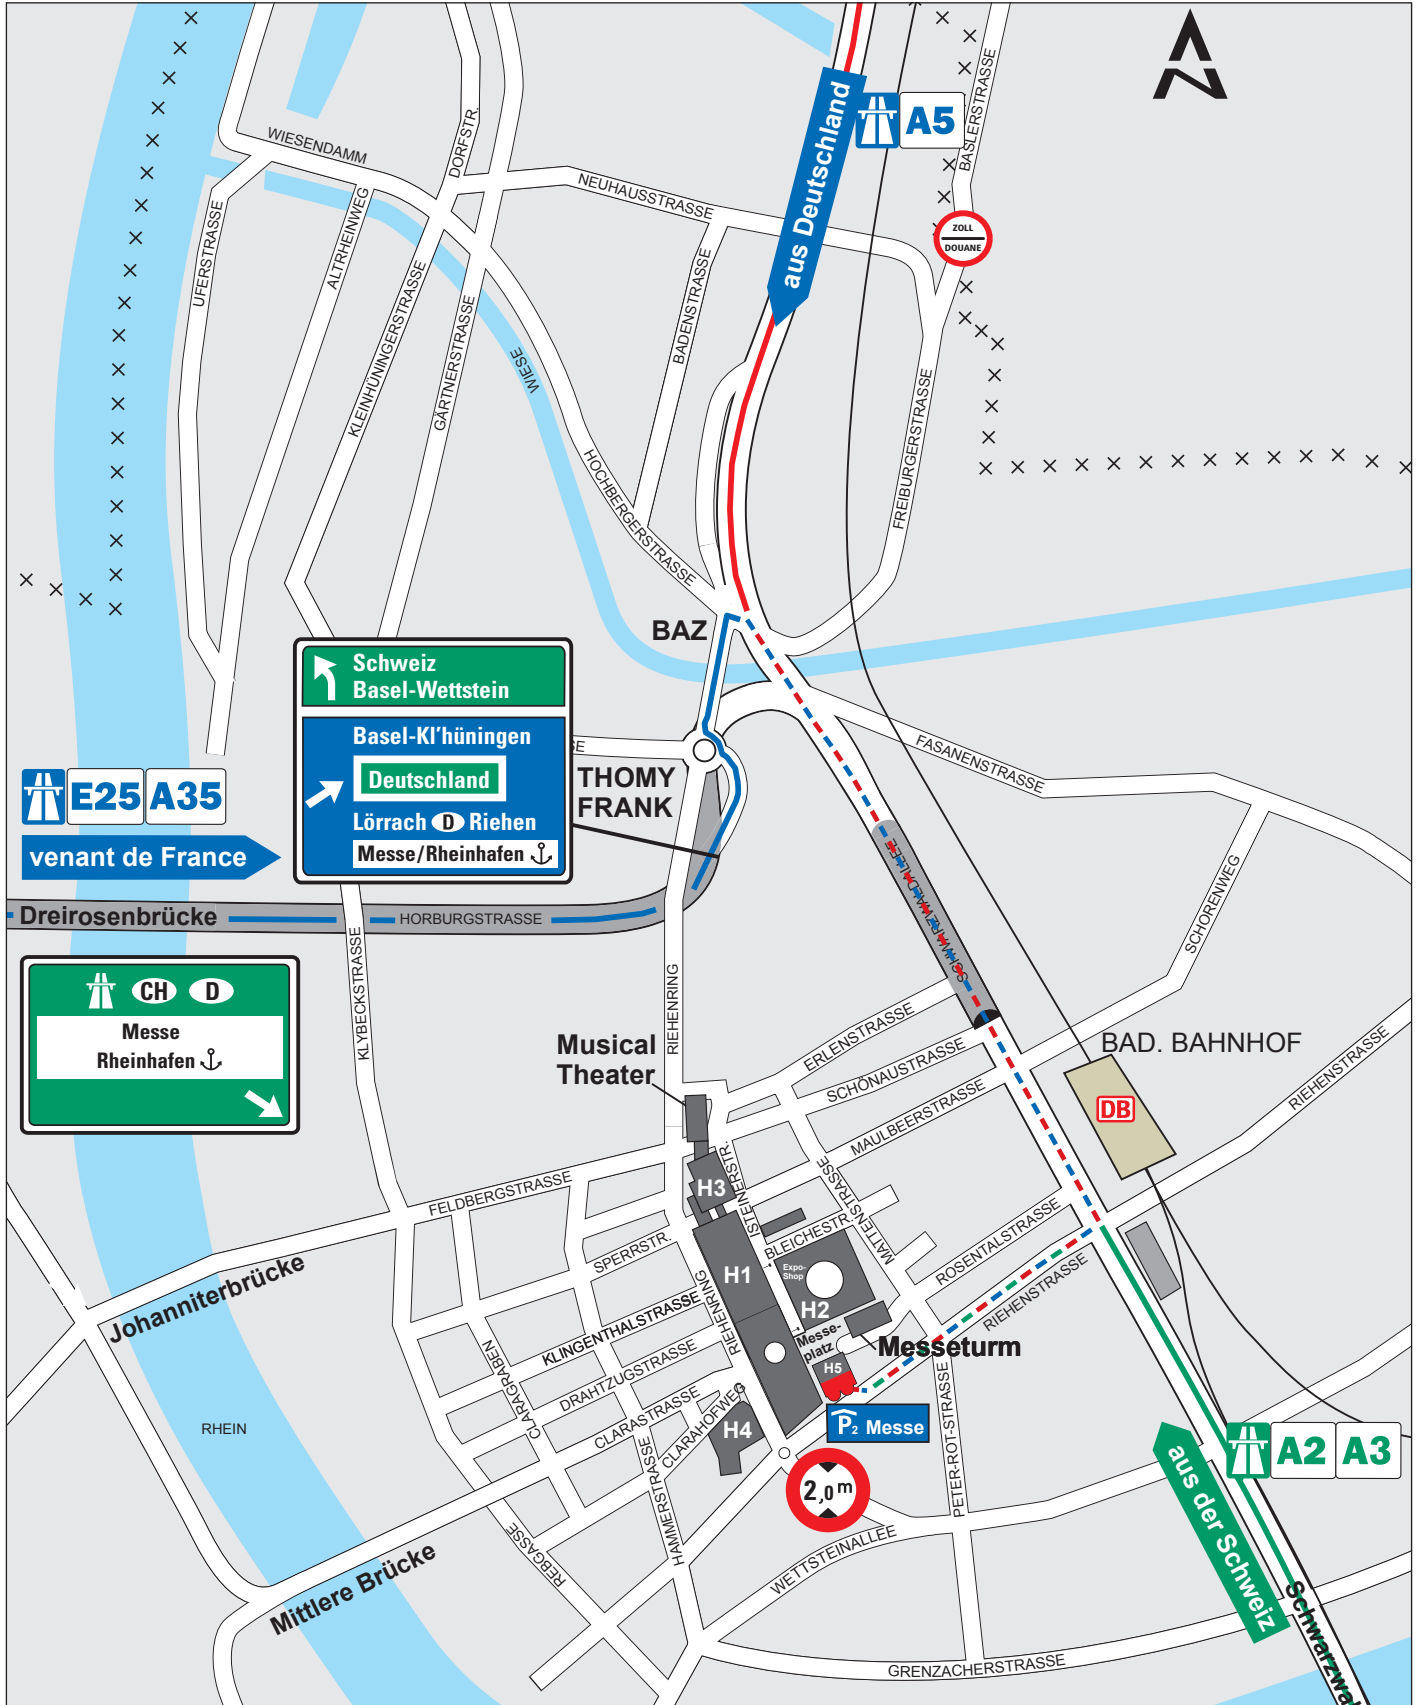 aus Deutschland
A5
BASLERSTRASSE
ZOLL
DOUANE
WIESENDAMM
DORFSTR.
NEUHAUSSTRASSE
UFERSTRASSE
ALTRHEINWEG
KLEINHÜNINGERSTRASSE
GÄRTNERSTRASSE
BADENSTRASSE
WIESE
HOCHBERGERSTRASSE
FREIBURGERSTRASSE
BAZ
Schweiz
Basel-Wettstein
Basel-Kl'hüningen
Deutschland
Lörrach D Riehen
Messe/Rheinhafen
SE
THOMY
FRANK
FASANENSTRASSE
E25 A35
venant de France
SCHWARZWALDALLEE
SCHORENWEG
Dreirosenbrücke
HORBURGSTRASSE
CH D
Messe
Rheinhafen
KLYBECKSTRASSE
RIEHENRING
Musical
Theater
ERLENSTRASSE
SCHÖNAUSTRASSE
MAULBEERSTRASSE
BAD. BAHNHOF
DB
RIEHENSTRASSE
FELDBERGSTRASSE
H3
ISTEINERSTR.
MATTENSTRASSE
SPERRSTR.
BLEICHESTR.
ROSENTALSTRASSE
RIEHENSTRASSE
Johanniterbrücke
H1
Expo-
Shop
H2
RIEHENRING
KLINGENTHALSTRASSE
Messe-
platz
Messeturm
H5
CLARAGRABEN
DRAHTZUGSTRASSE
CLARASTRASSE
CLARAHOFWEG
H4
P2 Messe
PETER-ROT-STRASSE
RHEIN
2,0 m
A2 A3
aus der Schweiz
HAMMERSTRASSE
REBGASSE
WETTSTEINALLEE
Mittlere Brücke
GRENZACHERSTRASSE
Schwarzwal